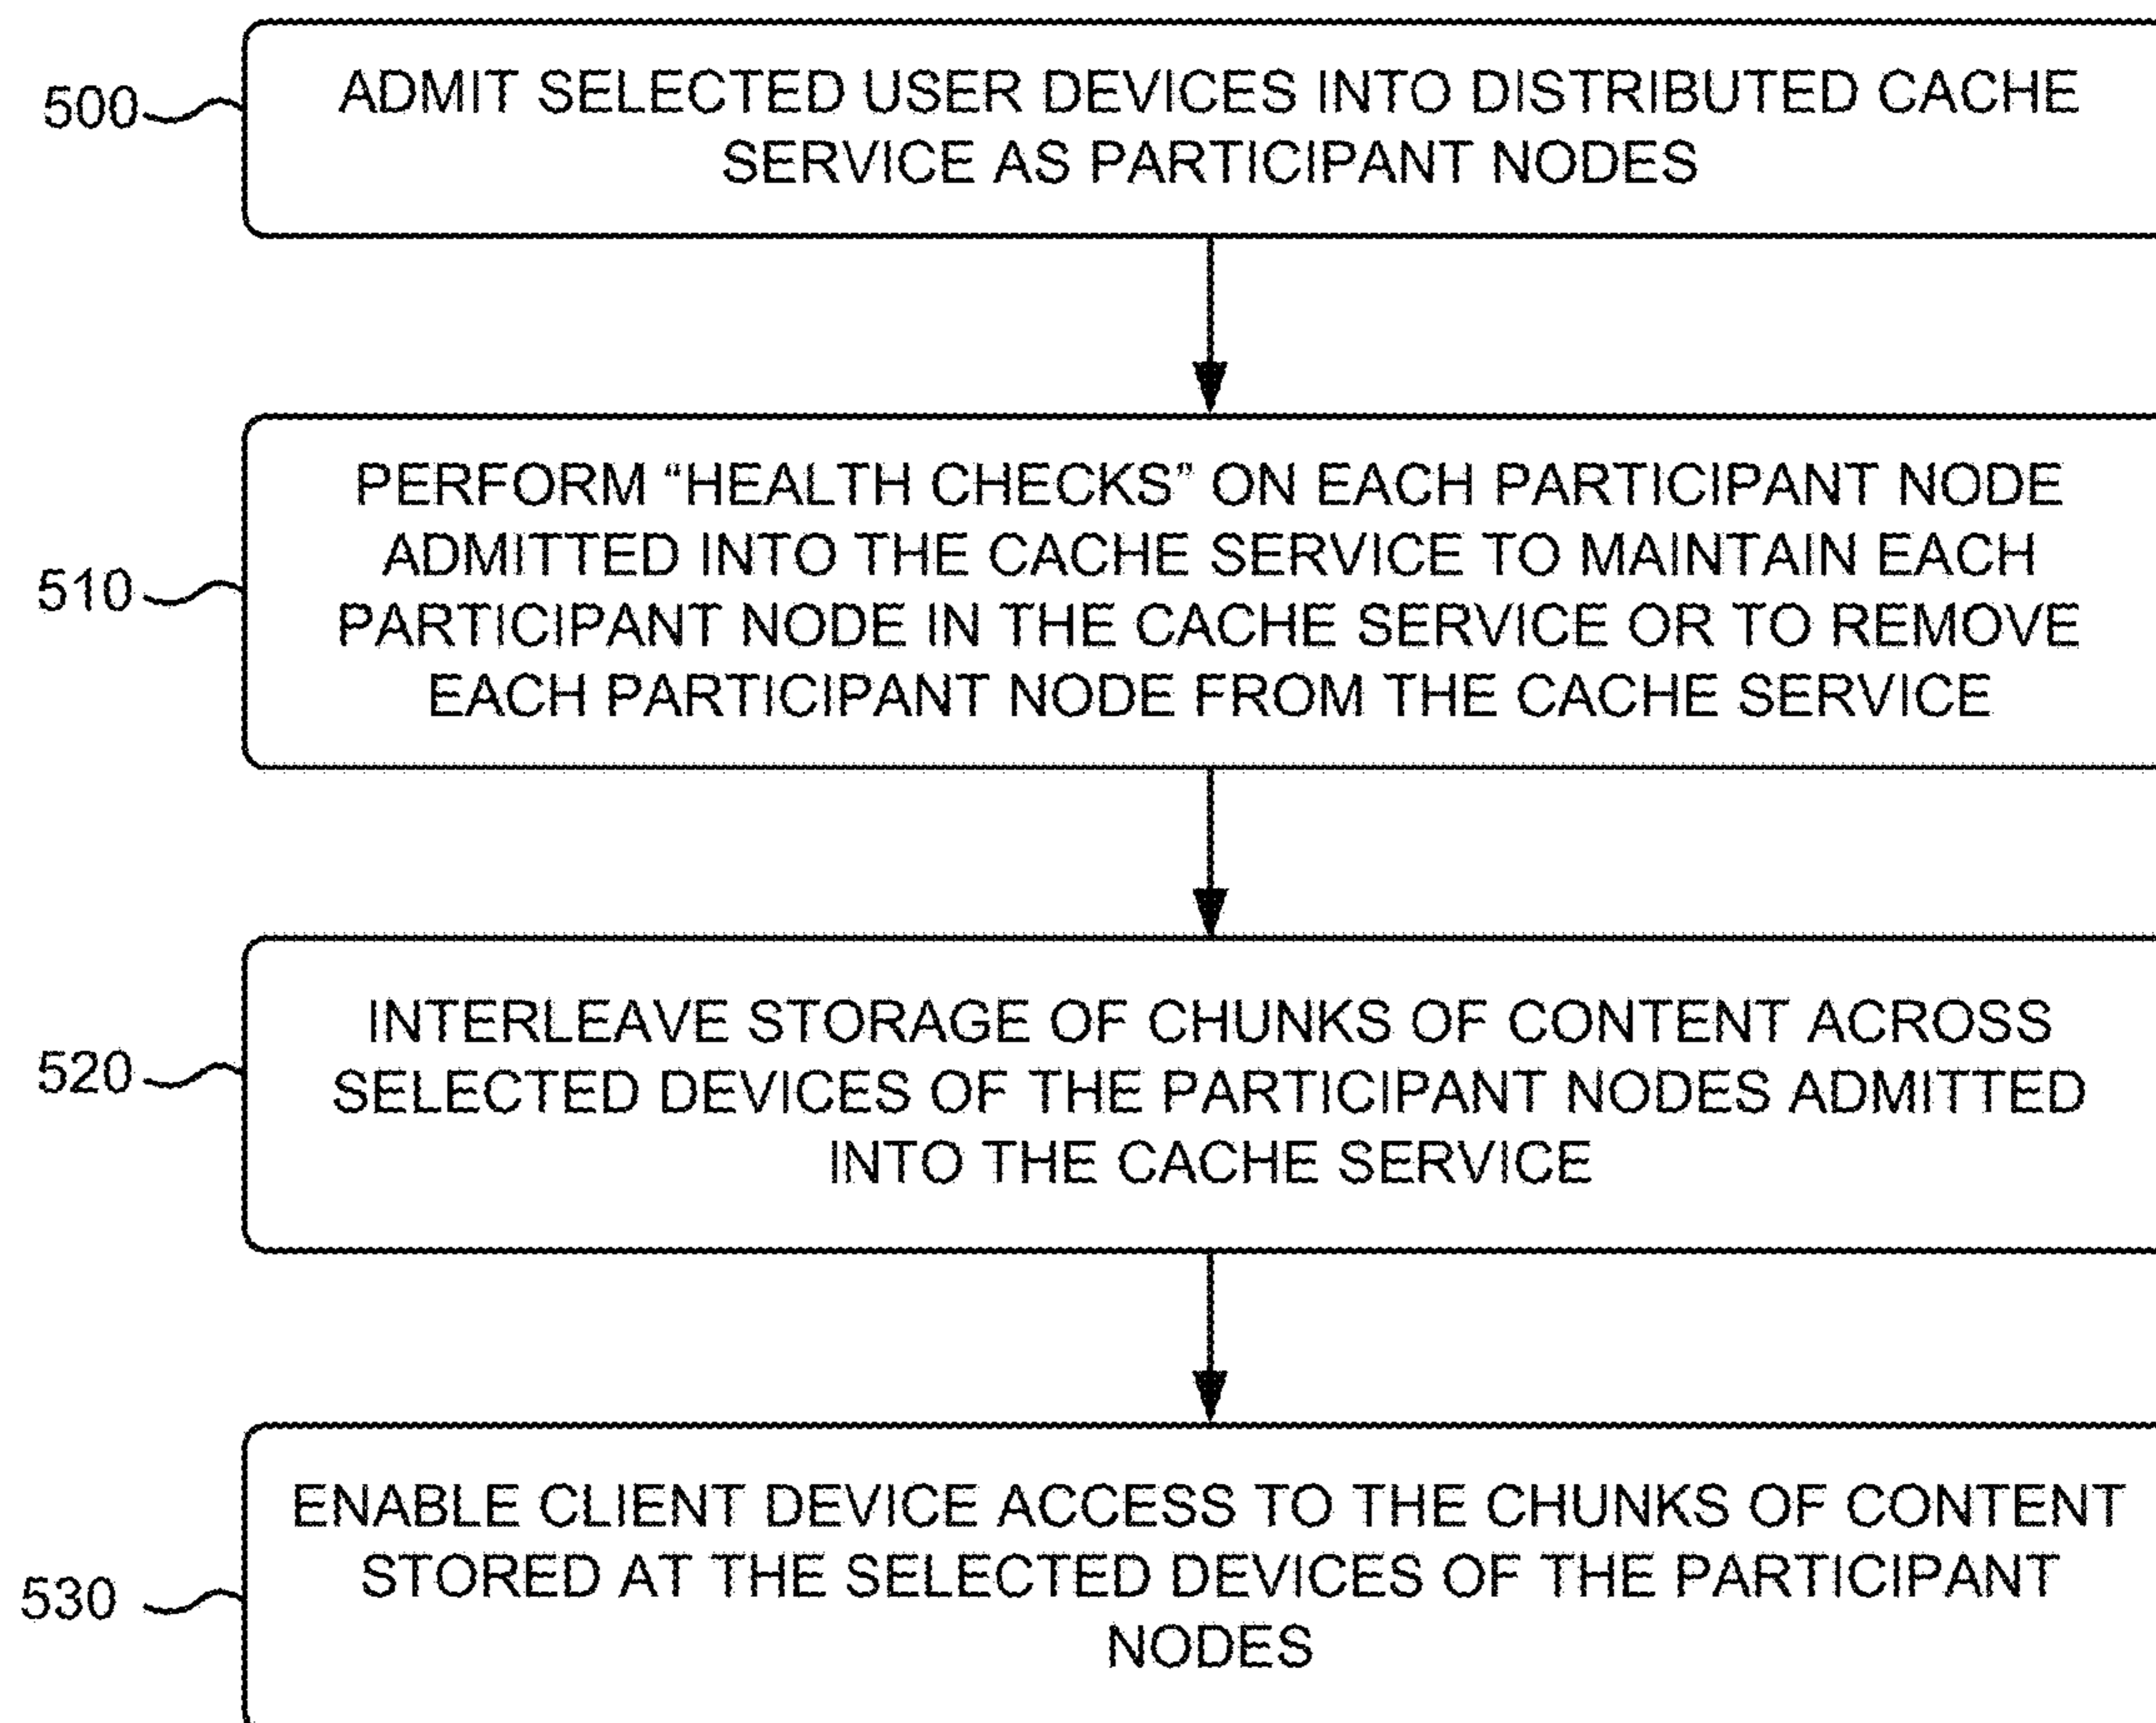 500
ADMIT SELECTED USER DEVICES INTO DISTRIBUTED CACHE
SERVICE AS PARTICIPANT NODES
510
PERFORM “HEALTH CHECKS” ON EACH PARTICIPANT NODE
ADMITTED INTO THE CACHE SERVICE TO MAINTAIN EACH
PARTICIPANT NODE IN THE CACHE SERVICE OR TO REMOVE
EACH PARTICIPANT NODE FROM THE CACHE SERVICE
520
INTERLEAVE STORAGE OF CHUNKS OF CONTENT ACROSS
SELECTED DEVICES OF THE PARTICIPANT NODES ADMITTED
INTO THE CACHE SERVICE
530
ENABLE CLIENT DEVICE ACCESS TO THE CHUNKS OF CONTENT
STORED AT THE SELECTED DEVICES OF THE PARTICIPANT
NODES